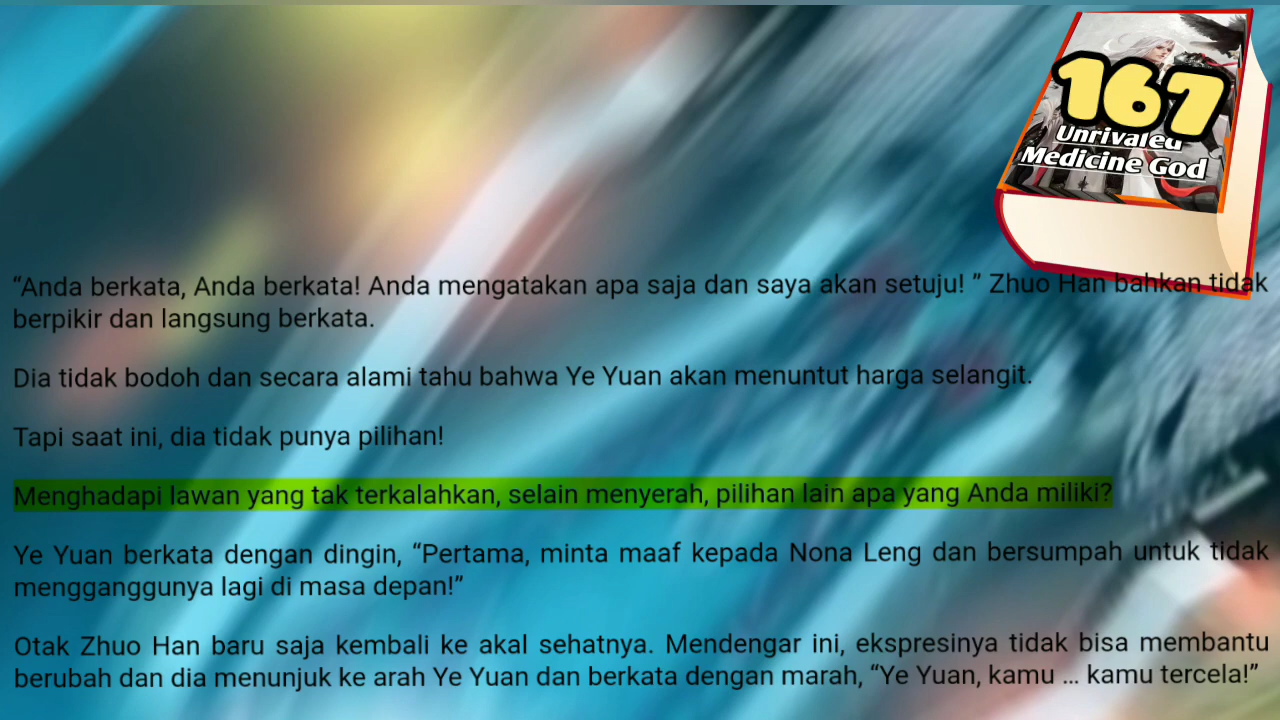 167
Unrivaled
Medicine God
“Anda berkata, Anda berkata! Anda mengatakan apa saja dan saya akan setuju! ” Zhuo Han bahkan tidak
berpikir dan langsung berkata.
Dia tidak bodoh dan secara alami tahu bahwa Ye Yuan akan menuntut harga selangit.
Tapi saat ini, dia tidak punya pilihan!
Menghadapi lawan yang tak terkalahkan, selain menyerah, pilihan lain apa yang Anda miliki?
Ye Yuan berkata dengan dingin, “Pertama, minta maaf kepada Nona Leng dan bersumpah untuk tidak
mengganggunya lagi di masa depan!”
Otak Zhuo Han baru saja kembali ke akal sehatnya. Mendengar ini, ekspresinya tidak bisa membantu
berubah dan dia menunjuk ke arah Ye Yuan dan berkata dengan marah, “Ye Yuan, kamu ... kamu tercela!”